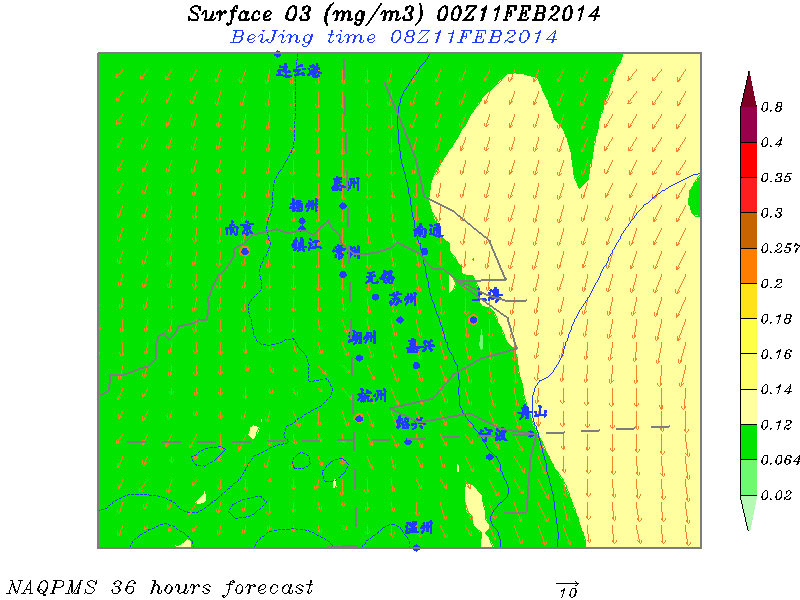 Surface O3 (mg/m3) 00Z11FEB2014
BeiJing time 08Z11FEB2014
连云港
泰州
扬州
南京
镇江
常州
南通
无锡
苏州
上海
湖州
嘉兴
杭州
绍兴
舟山
宁波
温州
0.8
0.4
0.35
0.3
0.257
0.2
0.18
0.16
0.14
0.12
0.064
0.02
NAQPMS 36 hours forecast
10